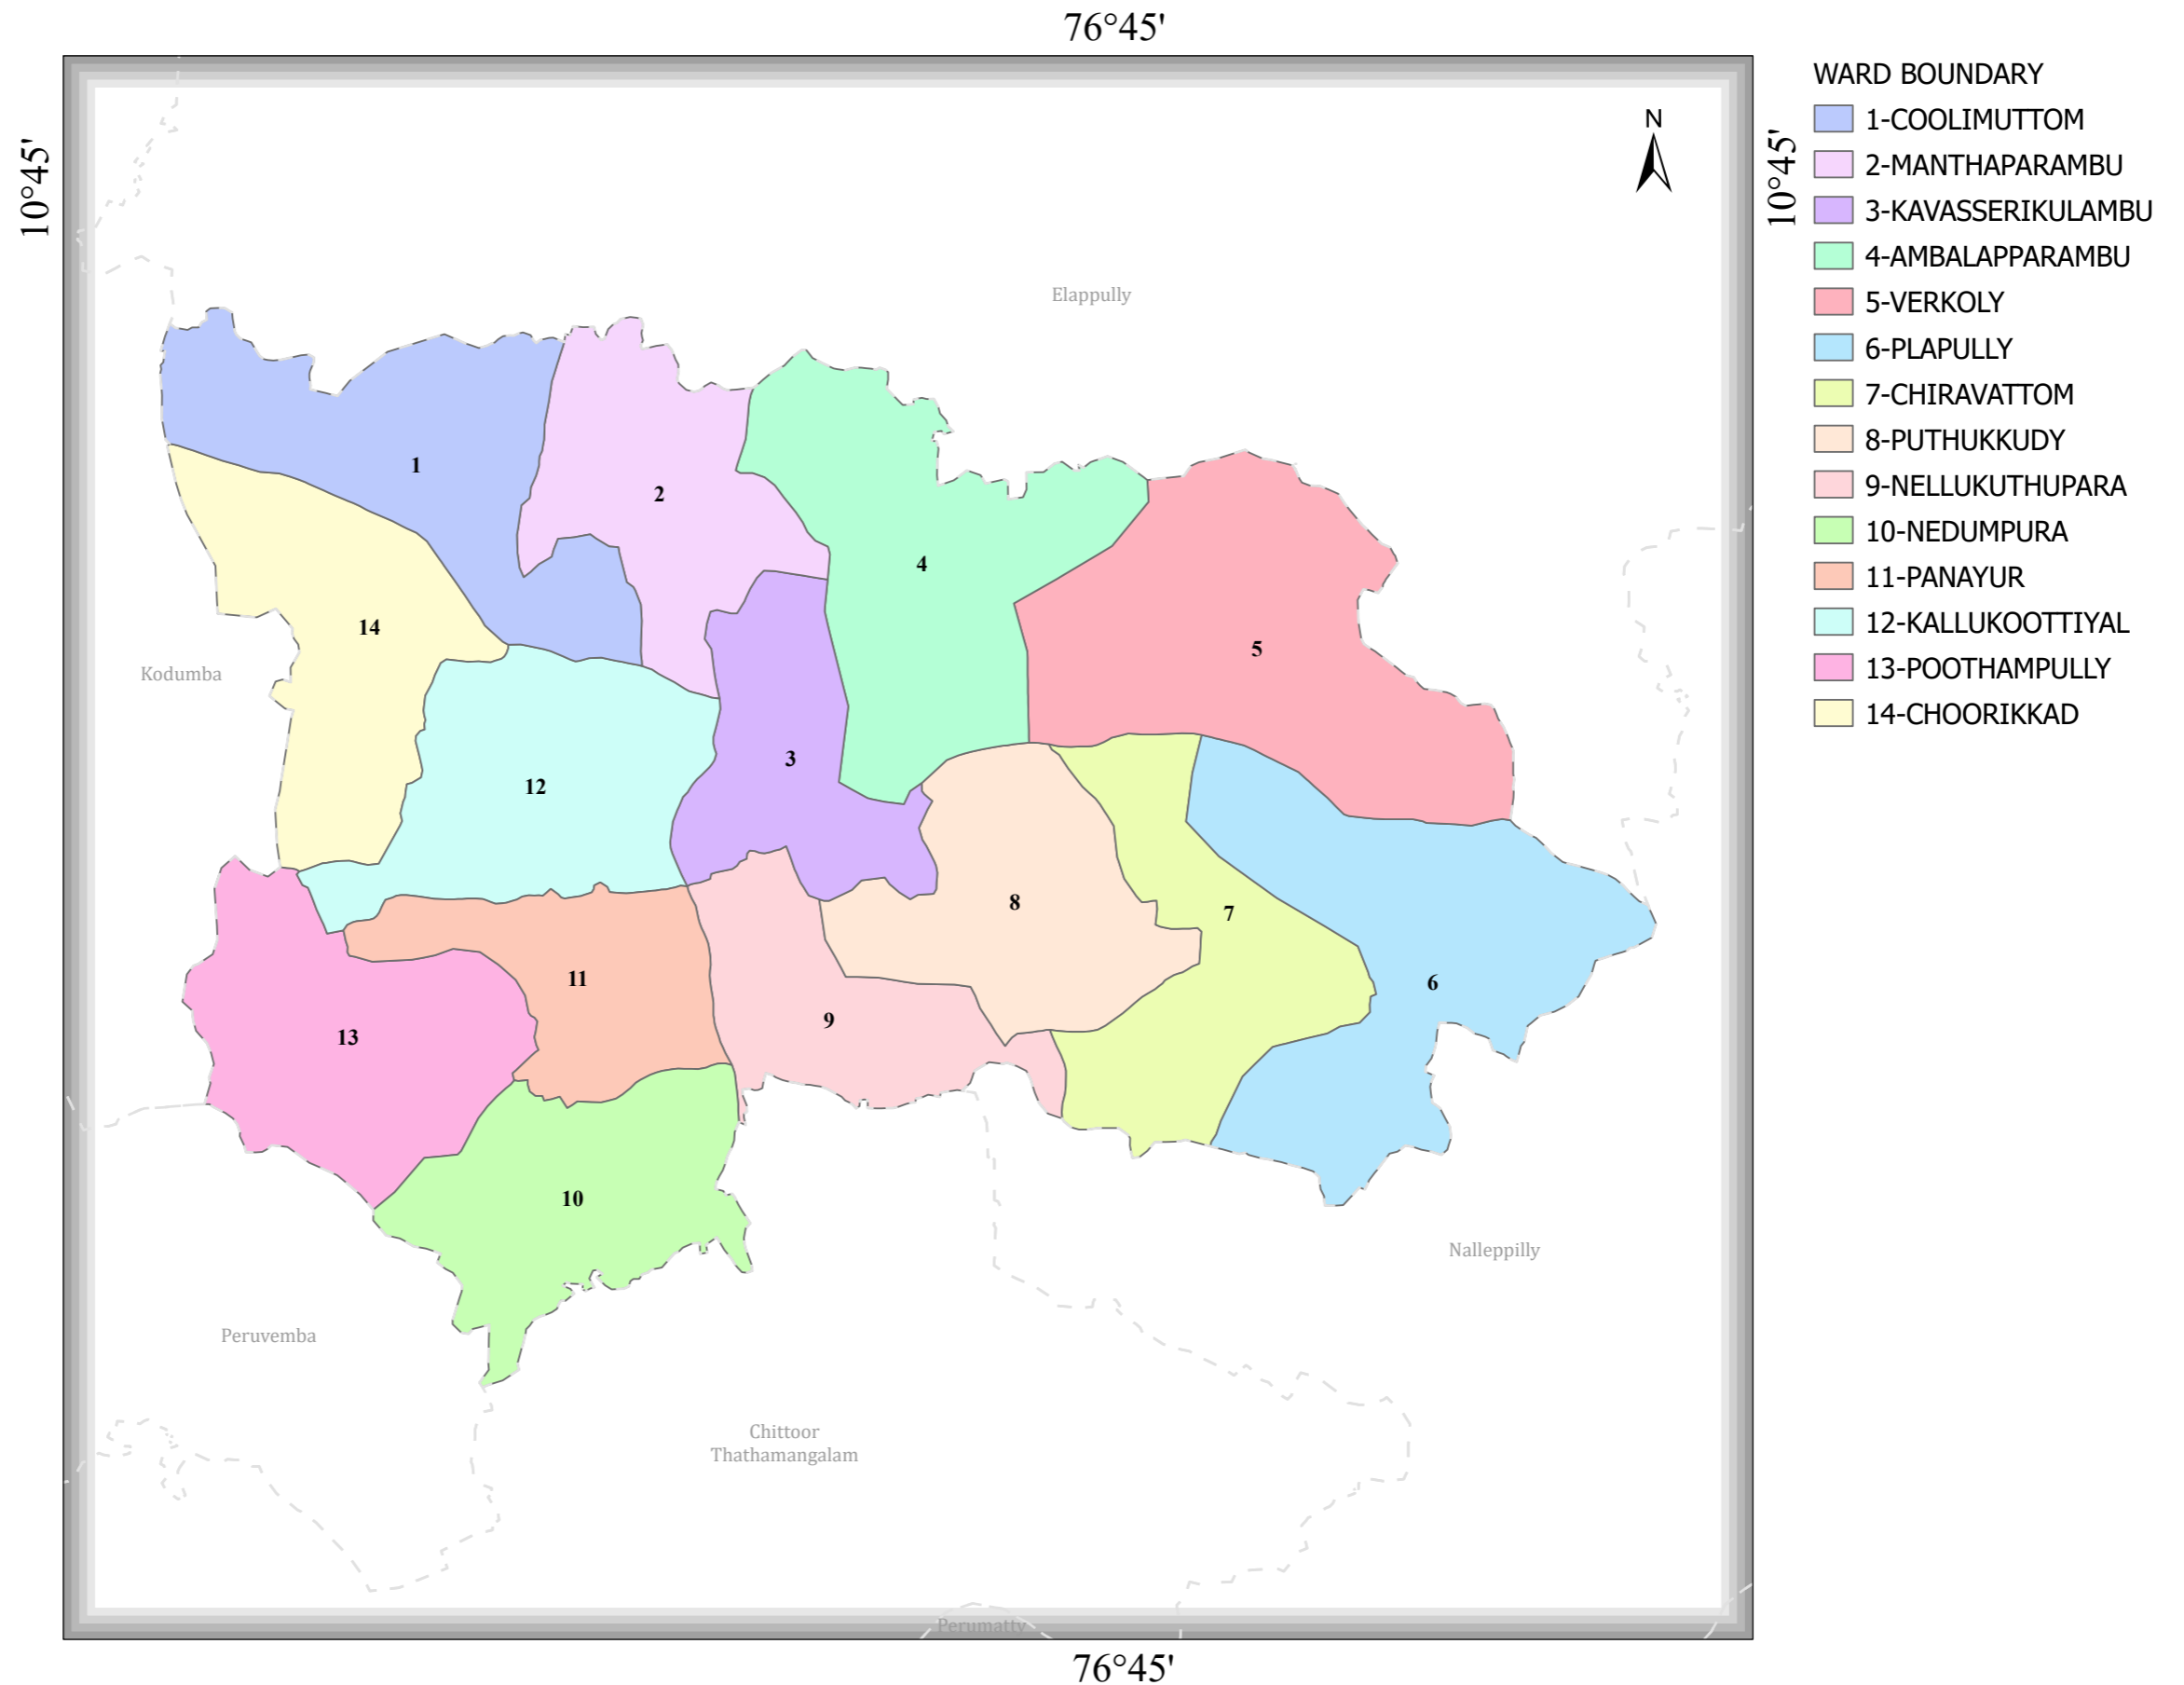 76°45'
10°45'
10°45'
N
WARD BOUNDARY
1-COOLIMUTTOM
2-MANTHAPARAMBU
3-KAVASSERIKULAMBU
4-AMBALAPPARAMBU
5-VERKOLY
6-PLAPULLY
7-CHIRAVATTOM
8-PUTHUKKUDY
9-NELLUKUTHUPARA
10-NEDUMPURA
11-PANAYUR
12-KALLUKOOTTIYAL
13-POOTHAMPULLY
14-CHOORIKKAD
Elappully
1
2
4
14
5
Kodumba
3
12
8
7
11
6
9
13
10
Nalleppilly
Peruvemba
Chittoor
Thathamangalam
Perumatty
76°45'